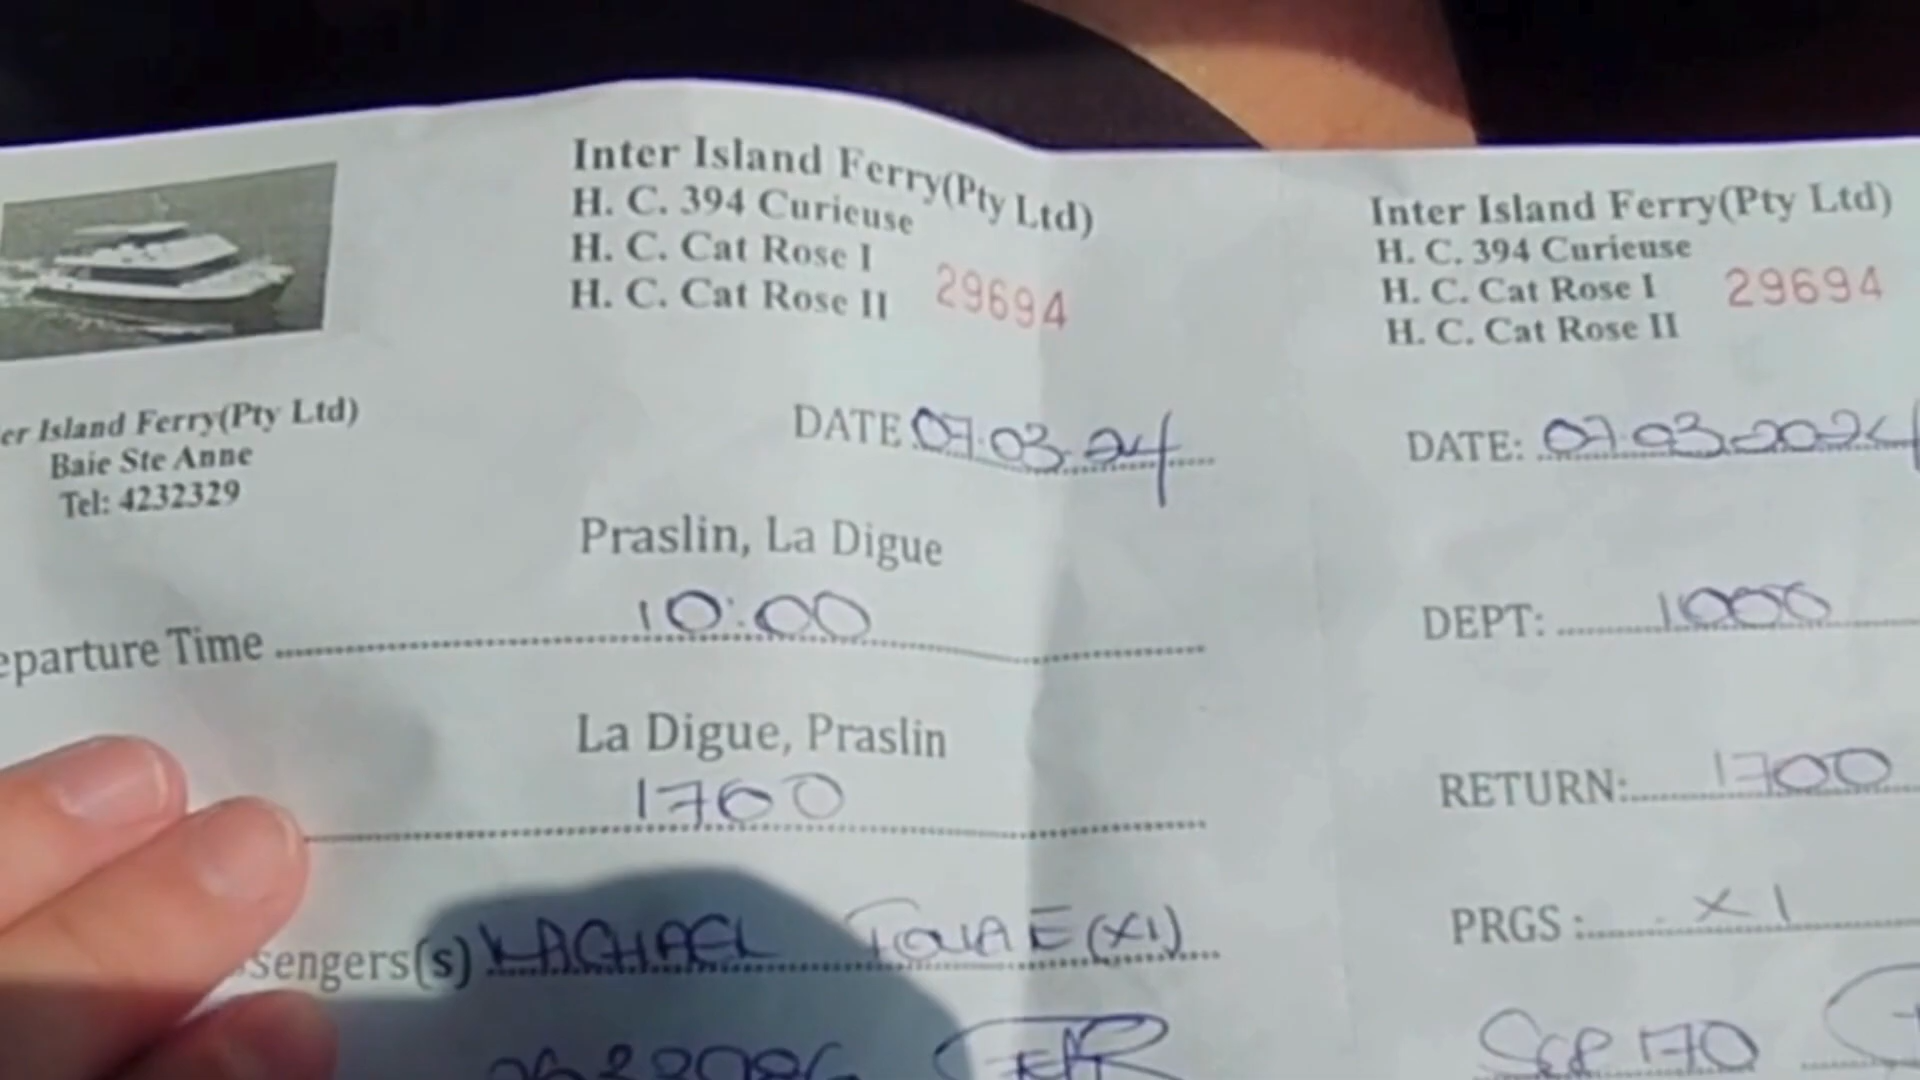 Inter Island Ferry(Pty Ltd)
H. C. 394 Curieuse
H. C. Cat Rose I
H. C. Cat Rose II
29694
er Island Ferry(Pty Ltd)
Baie Ste Anne
Tel: 4232329
DATE 07.03.24
Praslin, La Digue
10:00
eparture Time
La Digue, Praslin
1700
sengers(s) RACHAEL (X1)
Inter Island Ferry(Pty Ltd)
H. C. 394 Curieuse
H. C. Cat Rose I
H. C. Cat Rose II
29694
DATE: 07.03.2024
DEPT: 1000
RETURN: 1700
PRGS : X 1